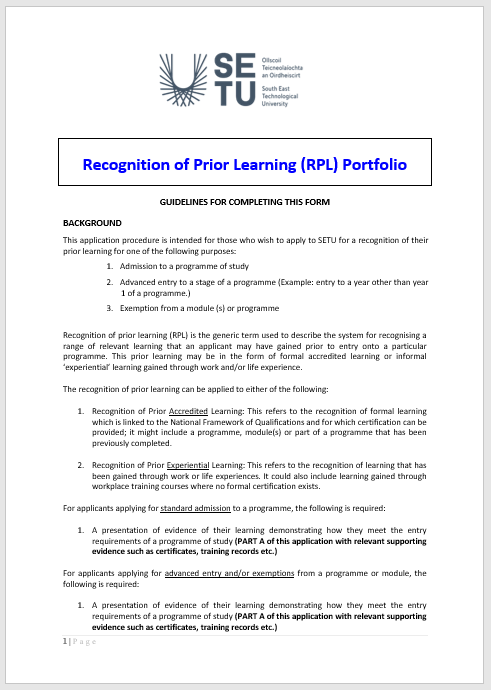 SE
TU
Ollscoil
Teicneolaíochta
an Oirdheiscirt
South East
Technological
University
Recognition of Prior Learning (RPL) Portfolio
GUIDELINES FOR COMPLETING THIS FORM
BACKGROUND
This application procedure is intended for those who wish to apply to SETU for a recognition of their
prior learning for one of the following purposes:
1. Admission to a programme of study
2. Advanced entry to a stage of a programme (Example: entry to a year other than year
1 of a programme.)
3. Exemption from a module (s) or programme
Recognition of prior learning (RPL) is the generic term used to describe the system for recognising a
range of relevant learning that an applicant may have gained prior to entry onto a particular
programme. This prior learning may be in the form of formal accredited learning or informal
‘experiential’ learning gained through work and/or life experience.
The recognition of prior learning can be applied to either of the following:
1. Recognition of Prior Accredited Learning: This refers to the recognition of formal learning
which is linked to the National Framework of Qualifications and for which certification can be
provided; it might include a programme, module(s) or part of a programme that has been
previously completed.
2. Recognition of Prior Experiential Learning: This refers to the recognition of learning that has
been gained through work or life experiences. It could also include learning gained through
workplace training courses where no formal certification exists.
For applicants applying for standard admission to a programme, the following is required:
1. A presentation of evidence of their learning demonstrating how they meet the entry
requirements of a programme of study (PART A of this application with relevant supporting
evidence such as certificates, training records etc.)
For applicants applying for advanced entry and/or exemptions from a programme or module, the
following is required:
1. A presentation of evidence of their learning demonstrating how they meet the entry
requirements of a programme of study (PART A of this application with relevant supporting
evidence such as certificates, training records etc.)
1 | Page